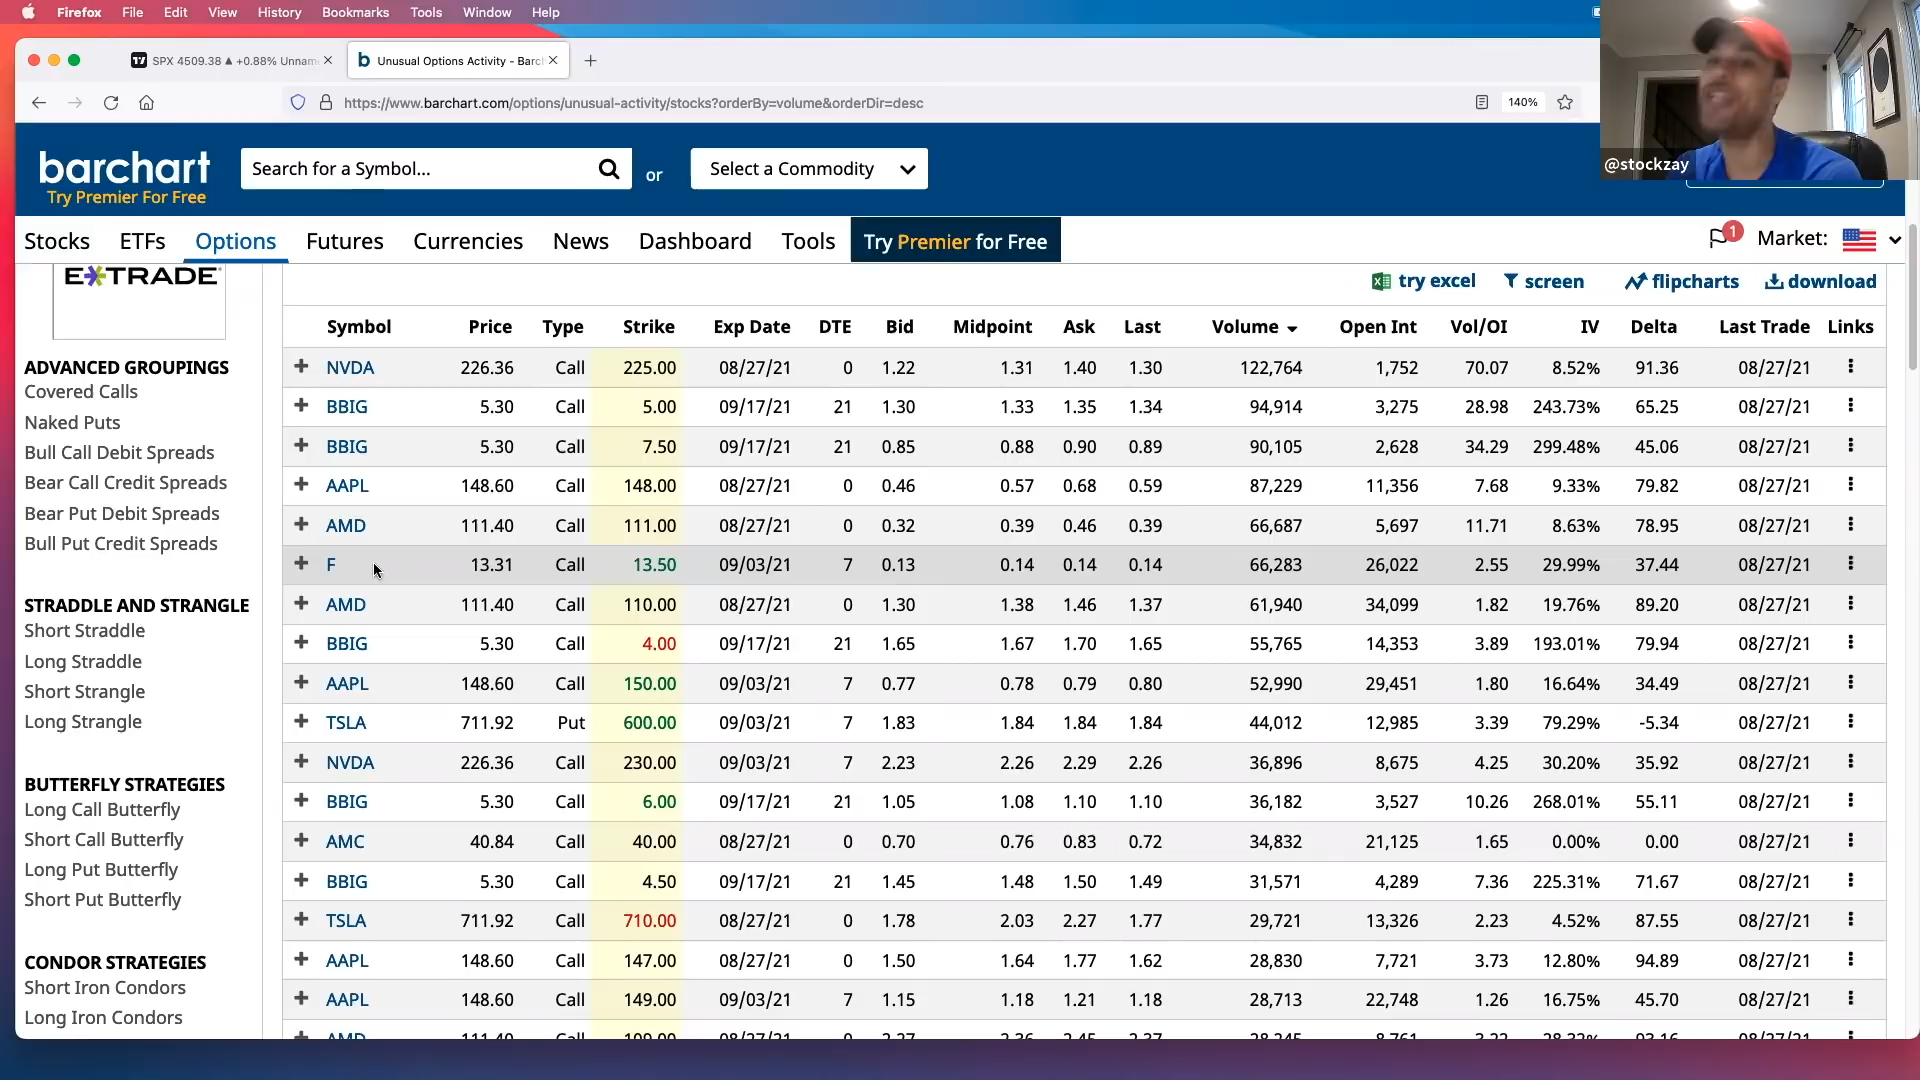 Firefox File Edit View History Bookmarks Tools Window Help
SPX 4509.38 ▲ +0.88% Unnam
Unusual Options Activity - Barc
https://www.barchart.com/options/unusual-activity/stocks?orderBy=volume&orderDir=desc
140%
@stockzay
barchart
Try Premier For Free
Search for a Symbol...
or
Select a Commodity
Stocks ETFs Options Futures Currencies News Dashboard Tools Try Premier for Free
1 Market:
E*TRADE
try excel screen flipcharts download
ADVANCED GROUPINGS
Covered Calls
Naked Puts
Bull Call Debit Spreads
Bear Call Credit Spreads
Bear Put Debit Spreads
Bull Put Credit Spreads
STRADDLE AND STRANGLE
Short Straddle
Long Straddle
Short Strangle
Long Strangle
BUTTERFLY STRATEGIES
Long Call Butterfly
Short Call Butterfly
Long Put Butterfly
Short Put Butterfly
CONDOR STRATEGIES
Short Iron Condors
Long Iron Condors
Symbol Price Type Strike Exp Date DTE Bid Midpoint Ask Last Volume Open Int Vol/OI IV Delta Last Trade Links
NVDA 226.36 Call 225.00 08/27/21 0 1.22 1.31 1.40 1.30 122,764 1,752 70.07 8.52% 91.36 08/27/21
BBIG 5.30 Call 5.00 09/17/21 21 1.30 1.33 1.35 1.34 94,914 3,275 28.98 243.73% 65.25 08/27/21
BBIG 5.30 Call 7.50 09/17/21 21 0.85 0.88 0.90 0.89 90,105 2,628 34.29 299.48% 45.06 08/27/21
AAPL 148.60 Call 148.00 08/27/21 0 0.46 0.57 0.68 0.59 87,229 11,356 7.68 9.33% 79.82 08/27/21
AMD 111.40 Call 111.00 08/27/21 0 0.32 0.39 0.46 0.39 66,687 5,697 11.71 8.63% 78.95 08/27/21
F 13.31 Call 13.50 09/03/21 7 0.13 0.14 0.14 0.14 66,283 26,022 2.55 29.99% 37.44 08/27/21
AMD 111.40 Call 110.00 08/27/21 0 1.30 1.38 1.46 1.37 61,940 34,099 1.82 19.76% 89.20 08/27/21
BBIG 5.30 Call 4.00 09/17/21 21 1.65 1.67 1.70 1.65 55,765 14,353 3.89 193.01% 79.94 08/27/21
AAPL 148.60 Call 150.00 09/03/21 7 0.77 0.78 0.79 0.80 52,990 29,451 1.80 16.64% 34.49 08/27/21
TSLA 711.92 Put 600.00 09/03/21 7 1.83 1.84 1.84 1.84 44,012 12,985 3.39 79.29% -5.34 08/27/21
NVDA 226.36 Call 230.00 09/03/21 7 2.23 2.26 2.29 2.26 36,896 8,675 4.25 30.20% 35.92 08/27/21
BBIG 5.30 Call 6.00 09/17/21 21 1.05 1.08 1.10 1.10 36,182 3,527 10.26 268.01% 55.11 08/27/21
AMC 40.84 Call 40.00 08/27/21 0 0.70 0.76 0.83 0.72 34,832 21,125 1.65 0.00% 0.00 08/27/21
BBIG 5.30 Call 4.50 09/17/21 21 1.45 1.48 1.50 1.49 31,571 4,289 7.36 225.31% 71.67 08/27/21
TSLA 711.92 Call 710.00 08/27/21 0 1.78 2.03 2.27 1.77 29,721 13,326 2.23 4.52% 87.55 08/27/21
AAPL 148.60 Call 147.00 08/27/21 0 1.50 1.64 1.77 1.62 28,830 7,721 3.73 12.80% 94.89 08/27/21
AAPL 148.60 Call 149.00 09/03/21 7 1.15 1.18 1.21 1.18 28,713 22,748 1.26 16.75% 45.70 08/27/21